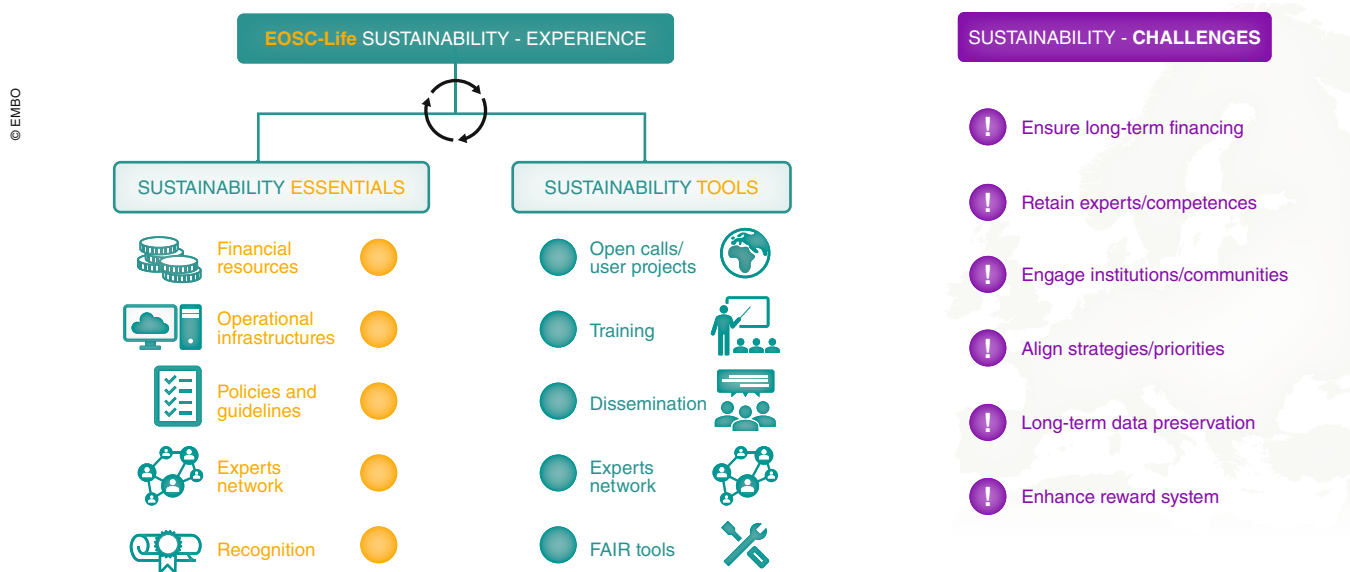 © EMBO
EOSC-Life SUSTAINABILITY - EXPERIENCE
SUSTAINABILITY ESSENTIALS
Financial
resources
Operational
infrastructures
Policies and
guidelines
Experts
network
Recognition
SUSTAINABILITY TOOLS
Open calls/
user projects
Training
Dissemination
Experts
network
FAIR tools
SUSTAINABILITY - CHALLENGES
! Ensure long-term financing
! Retain experts/competences
! Engage institutions/communities
! Align strategies/priorities
! Long-term data preservation
! Enhance reward system